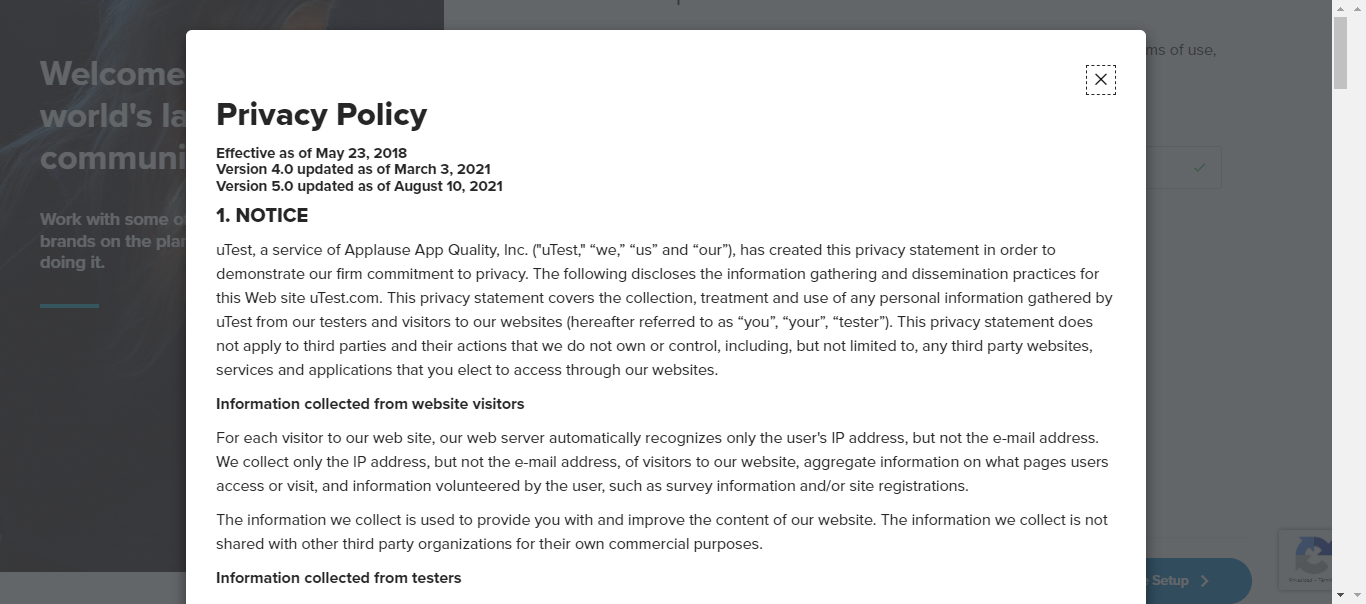 Welcome
world's la
communi
Work with some o
brands on the plan
doing it.
ms of use,
Privacy Policy
Effective as of May 23, 2018
Version 4.0 updated as of March 3, 2021
Version 5.0 updated as of August 10, 2021
1. NOTICE
uTest, a service of Applause App Quality, Inc. ("uTest," “we,” “us” and “our”), has created this privacy statement in order to
demonstrate our firm commitment to privacy. The following discloses the information gathering and dissemination practices for
this Web site uTest.com. This privacy statement covers the collection, treatment and use of any personal information gathered by
uTest from our testers and visitors to our websites (hereafter referred to as “you”, “your”, “tester”). This privacy statement does
not apply to third parties and their actions that we do not own or control, including, but not limited to, any third party websites,
services and applications that you elect to access through our websites.
Information collected from website visitors
For each visitor to our web site, our web server automatically recognizes only the user's IP address, but not the e-mail address.
We collect only the IP address, but not the e-mail address, of visitors to our website, aggregate information on what pages users
access or visit, and information volunteered by the user, such as survey information and/or site registrations.
The information we collect is used to provide you with and improve the content of our website. The information we collect is not
shared with other third party organizations for their own commercial purposes.
Information collected from testers
e Setup